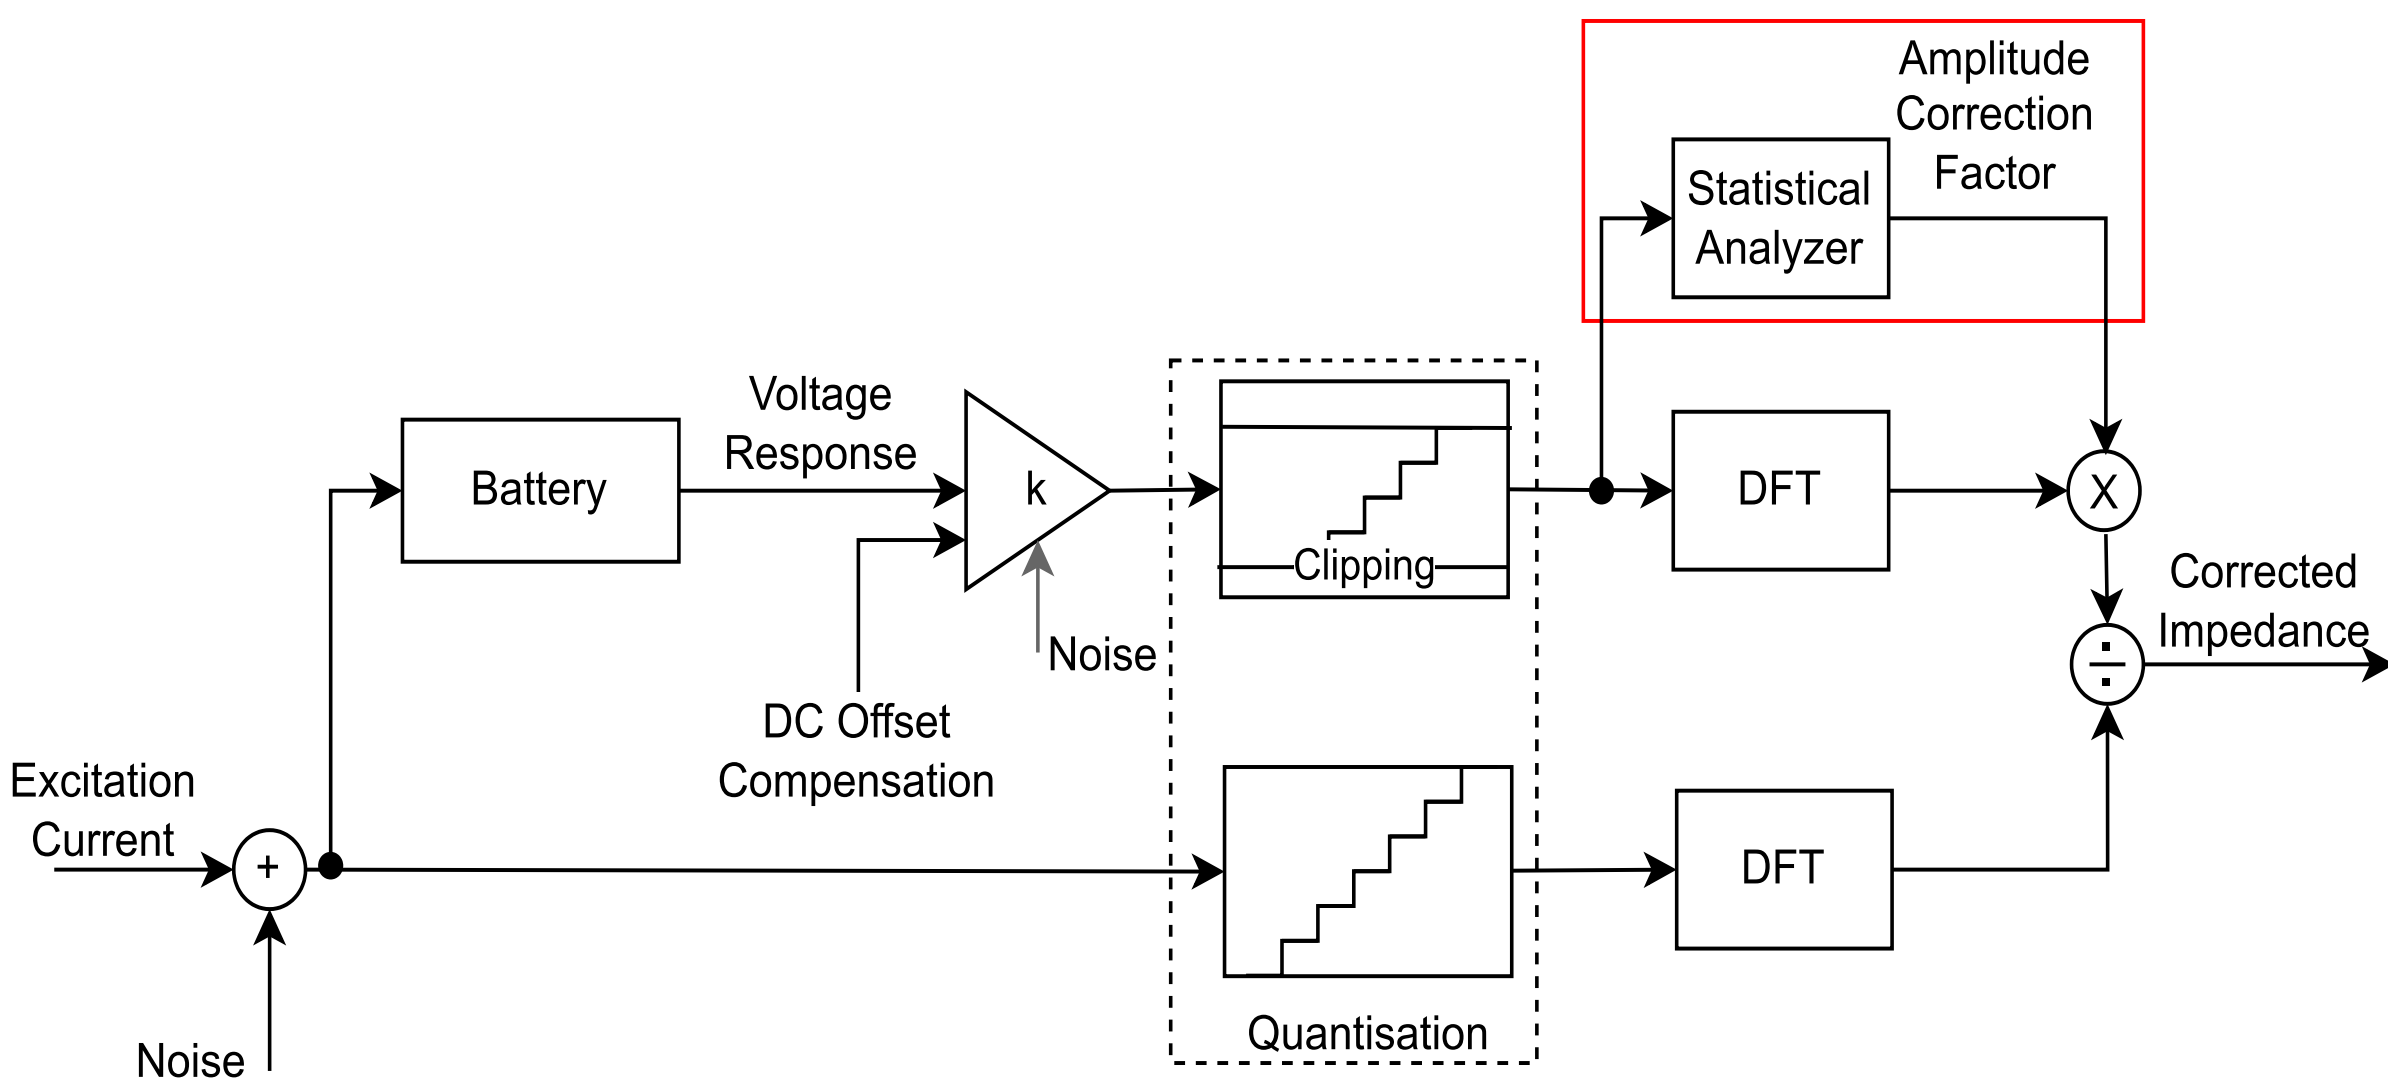 Amplitude
Correction
Factor
Statistical
Analyzer
Voltage
Response
Battery
k
Clipping
DFT
X
Noise
DC Offset
Compensation
Corrected
Impedance
÷
Excitation
Current
+
DFT
Quantisation
Noise